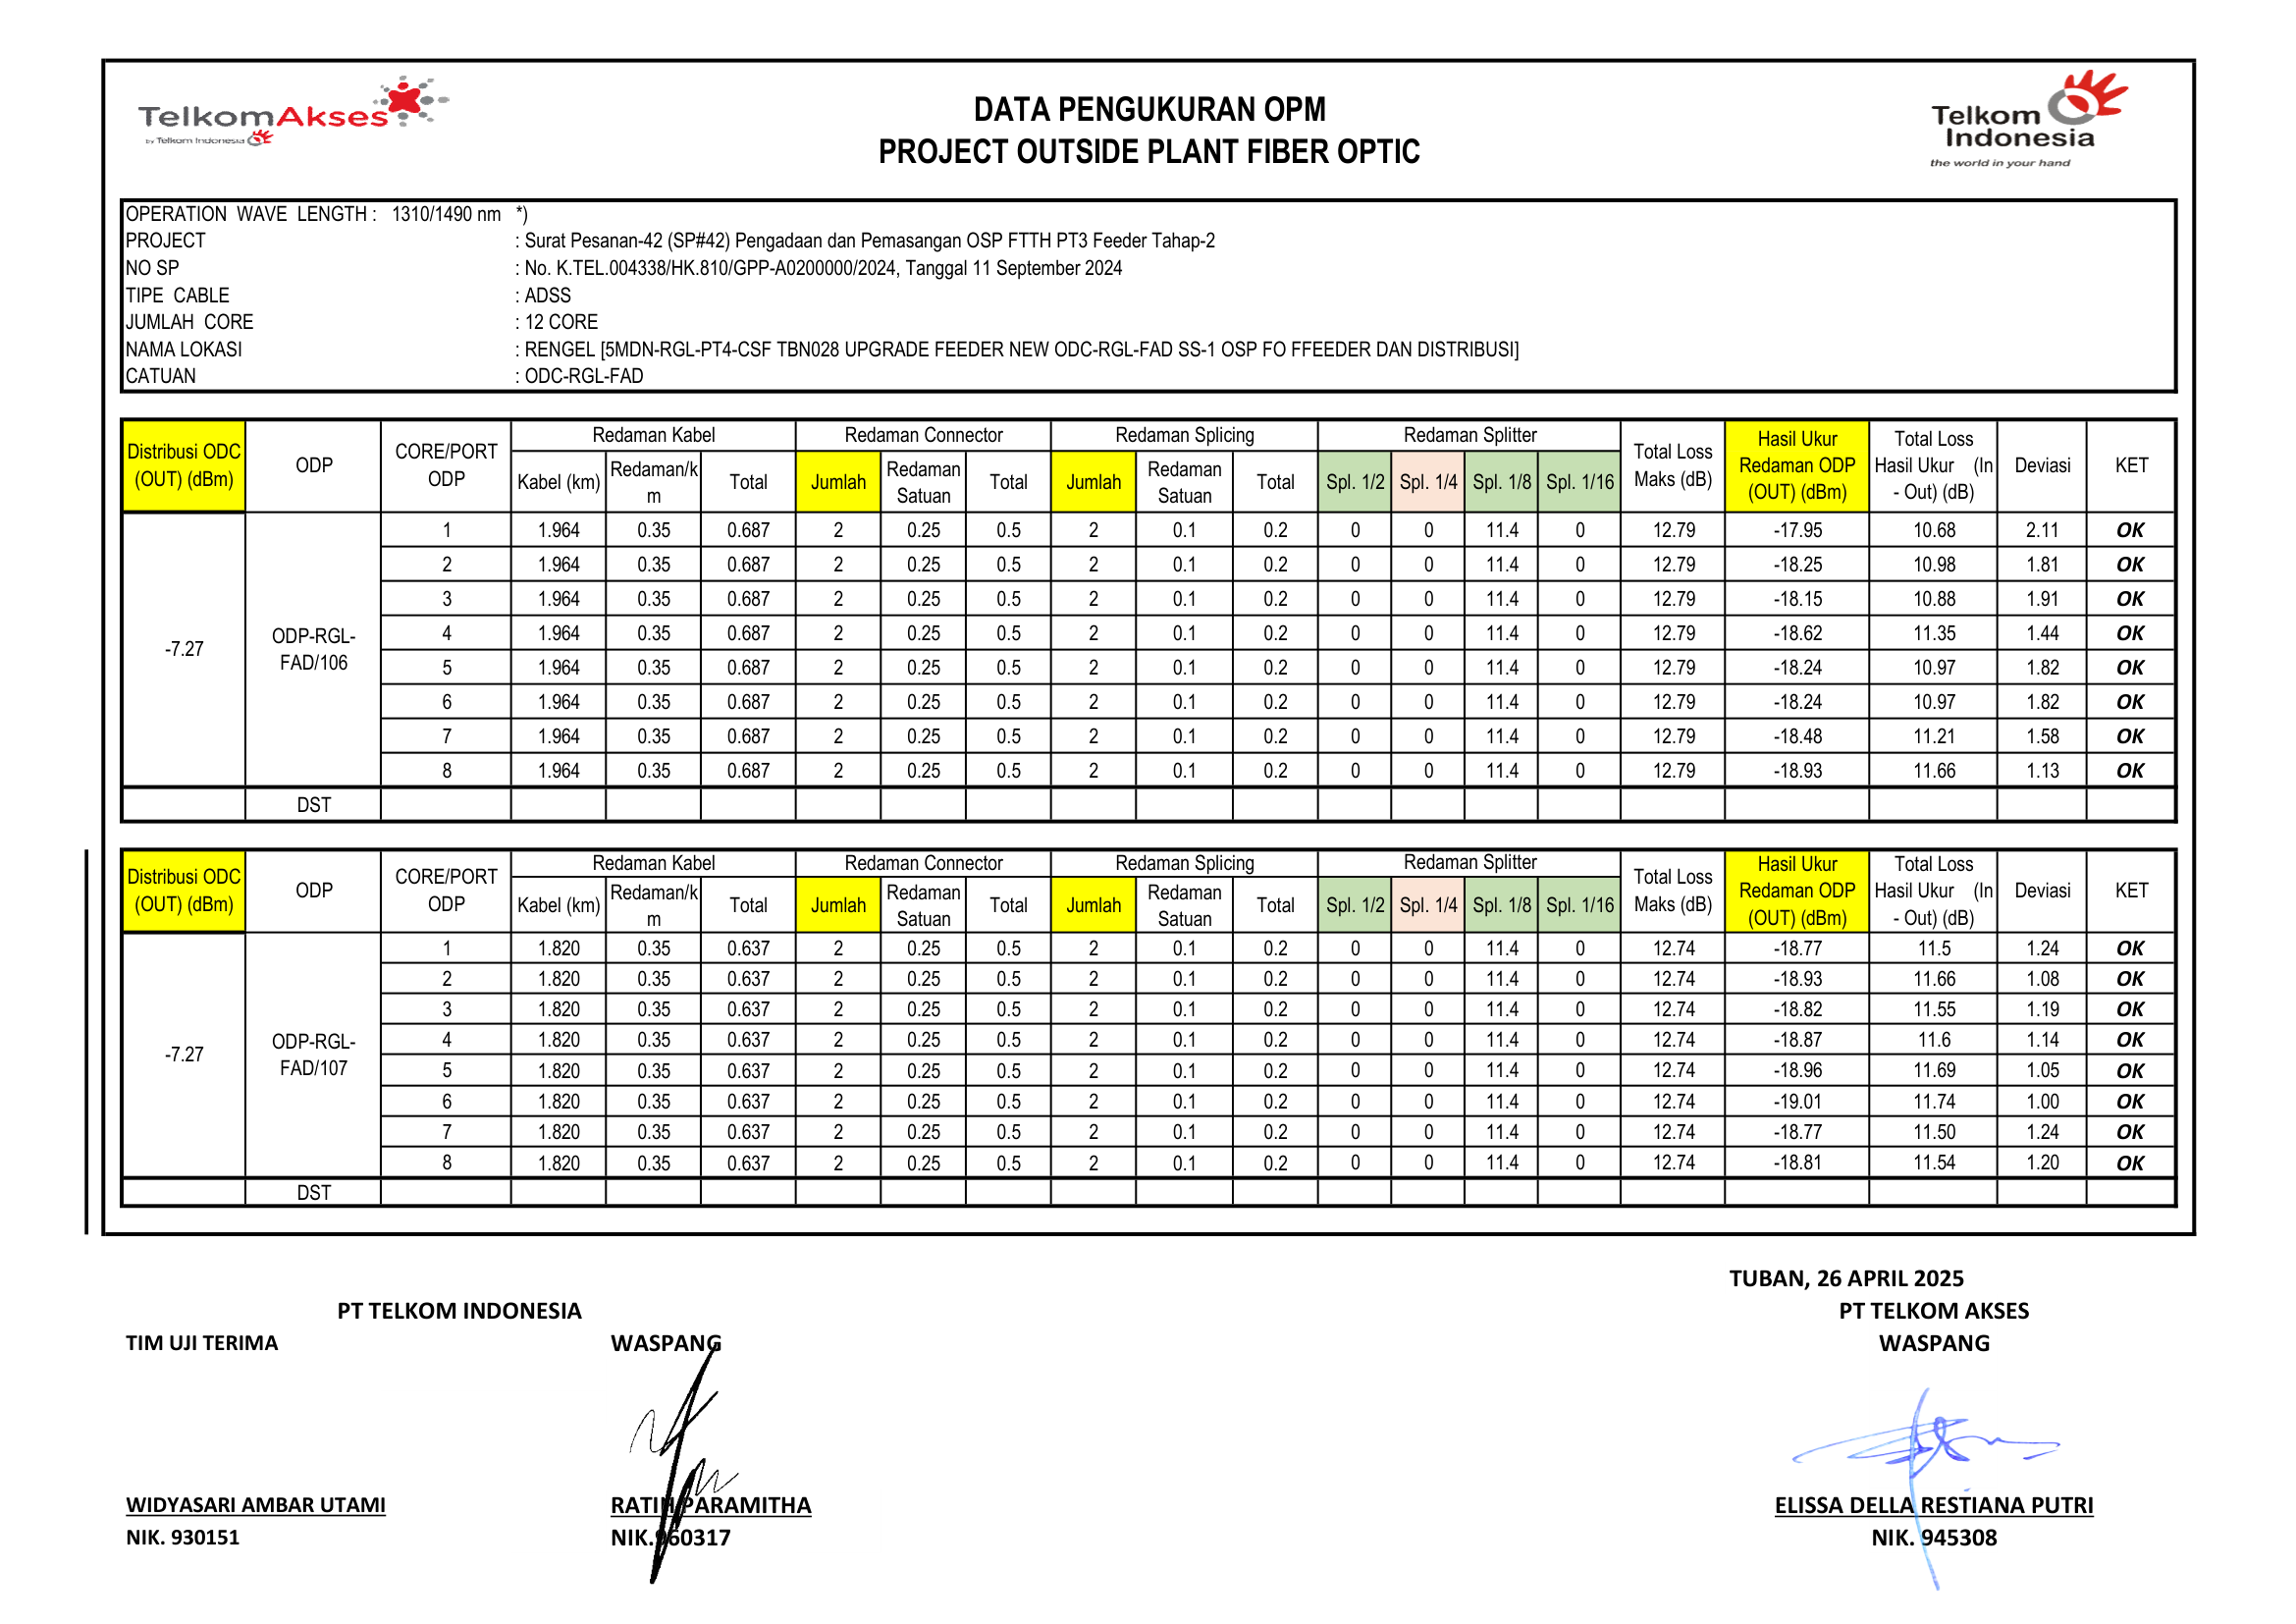 TelkomAkses
by Telkom Indonesia
DATA PENGUKURAN OPM
PROJECT OUTSIDE PLANT FIBER OPTIC
Telkom
Indonesia
the world in your hand
OPERATION WAVE LENGTH : 1310/1490 nm *)
PROJECT : Surat Pesanan-42 (SP#42) Pengadaan dan Pemasangan OSP FTTH PT3 Feeder Tahap-2
NO SP : No. K.TEL.004338/HK.810/GPP-A0200000/2024, Tanggal 11 September 2024
TIPE CABLE : ADSS
JUMLAH CORE : 12 CORE
NAMA LOKASI : RENGEL [5MDN-RGL-PT4-CSF TBN028 UPGRADE FEEDER NEW ODC-RGL-FAD SS-1 OSP FO FFEEDER DAN DISTRIBUSI]
CATUAN : ODC-RGL-FAD
Distribusi ODC (OUT) (dBm) ODP CORE/PORT ODP Redaman Kabel Redaman Connector Redaman Splicing Redaman Splitter Total Loss Maks (dB) Hasil Ukur Redaman ODP (OUT) (dBm) Total Loss Hasil Ukur (In - Out) (dB) Deviasi KET
Kabel (km) Redaman/km Total Jumlah Redaman Satuan Total Jumlah Redaman Satuan Total Spl. 1/2 Spl. 1/4 Spl. 1/8 Spl. 1/16
-7.27 ODP-RGL-FAD/106
1 1.964 0.35 0.687 2 0.25 0.5 2 0.1 0.2 0 0 11.4 0 12.79 -17.95 10.68 2.11 OK
2 1.964 0.35 0.687 2 0.25 0.5 2 0.1 0.2 0 0 11.4 0 12.79 -18.25 10.98 1.81 OK
3 1.964 0.35 0.687 2 0.25 0.5 2 0.1 0.2 0 0 11.4 0 12.79 -18.15 10.88 1.91 OK
4 1.964 0.35 0.687 2 0.25 0.5 2 0.1 0.2 0 0 11.4 0 12.79 -18.62 11.35 1.44 OK
5 1.964 0.35 0.687 2 0.25 0.5 2 0.1 0.2 0 0 11.4 0 12.79 -18.24 10.97 1.82 OK
6 1.964 0.35 0.687 2 0.25 0.5 2 0.1 0.2 0 0 11.4 0 12.79 -18.24 10.97 1.82 OK
7 1.964 0.35 0.687 2 0.25 0.5 2 0.1 0.2 0 0 11.4 0 12.79 -18.48 11.21 1.58 OK
8 1.964 0.35 0.687 2 0.25 0.5 2 0.1 0.2 0 0 11.4 0 12.79 -18.93 11.66 1.13 OK
DST
Distribusi ODC (OUT) (dBm) ODP CORE/PORT ODP Redaman Kabel Redaman Connector Redaman Splicing Redaman Splitter Total Loss Maks (dB) Hasil Ukur Redaman ODP (OUT) (dBm) Total Loss Hasil Ukur (In - Out) (dB) Deviasi KET
Kabel (km) Redaman/km Total Jumlah Redaman Satuan Total Jumlah Redaman Satuan Total Spl. 1/2 Spl. 1/4 Spl. 1/8 Spl. 1/16
-7.27 ODP-RGL-FAD/107
1 1.820 0.35 0.637 2 0.25 0.5 2 0.1 0.2 0 0 11.4 0 12.74 -18.77 11.5 1.24 OK
2 1.820 0.35 0.637 2 0.25 0.5 2 0.1 0.2 0 0 11.4 0 12.74 -18.93 11.66 1.08 OK
3 1.820 0.35 0.637 2 0.25 0.5 2 0.1 0.2 0 0 11.4 0 12.74 -18.82 11.55 1.19 OK
4 1.820 0.35 0.637 2 0.25 0.5 2 0.1 0.2 0 0 11.4 0 12.74 -18.87 11.6 1.14 OK
5 1.820 0.35 0.637 2 0.25 0.5 2 0.1 0.2 0 0 11.4 0 12.74 -18.96 11.69 1.05 OK
6 1.820 0.35 0.637 2 0.25 0.5 2 0.1 0.2 0 0 11.4 0 12.74 -19.01 11.74 1.00 OK
7 1.820 0.35 0.637 2 0.25 0.5 2 0.1 0.2 0 0 11.4 0 12.74 -18.77 11.50 1.24 OK
8 1.820 0.35 0.637 2 0.25 0.5 2 0.1 0.2 0 0 11.4 0 12.74 -18.81 11.54 1.20 OK
DST
TUBAN, 26 APRIL 2025
PT TELKOM INDONESIA PT TELKOM AKSES
TIM UJI TERIMA WASPANG WASPANG
WIDYASARI AMBAR UTAMI RATIH PARAMITHA ELISSA DELLA RESTIANA PUTRI
NIK. 930151 NIK.960317 NIK. 945308